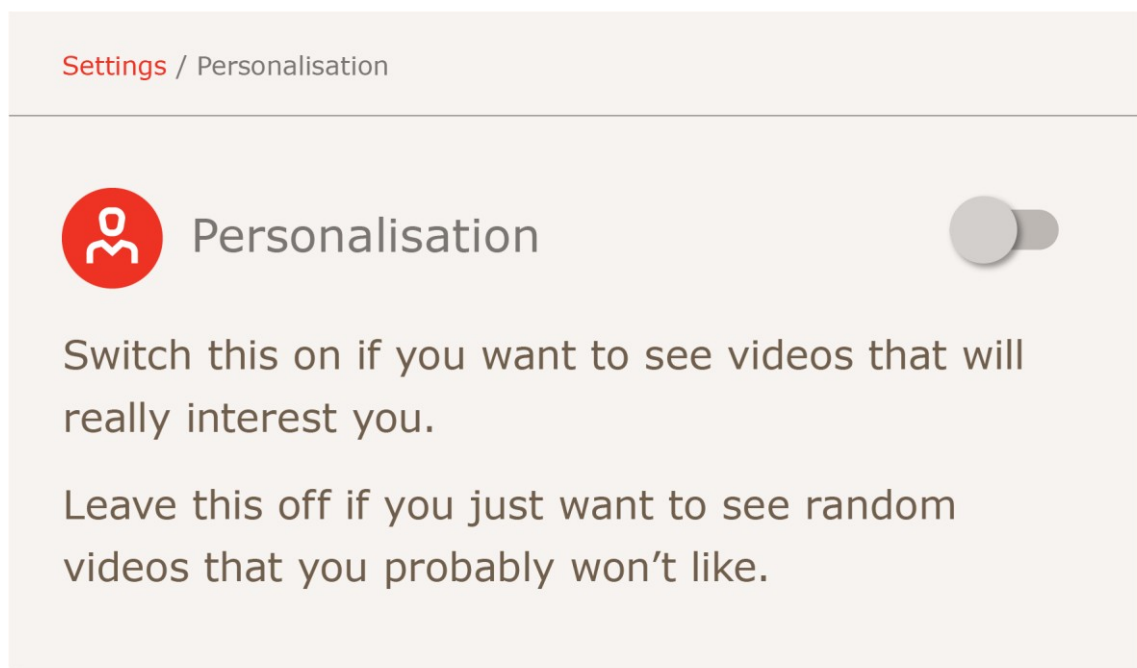 Settings / Personalisation
Personalisation
Switch this on if you want to see videos that will
really interest you.
Leave this off if you just want to see random
videos that you probably won’t like.